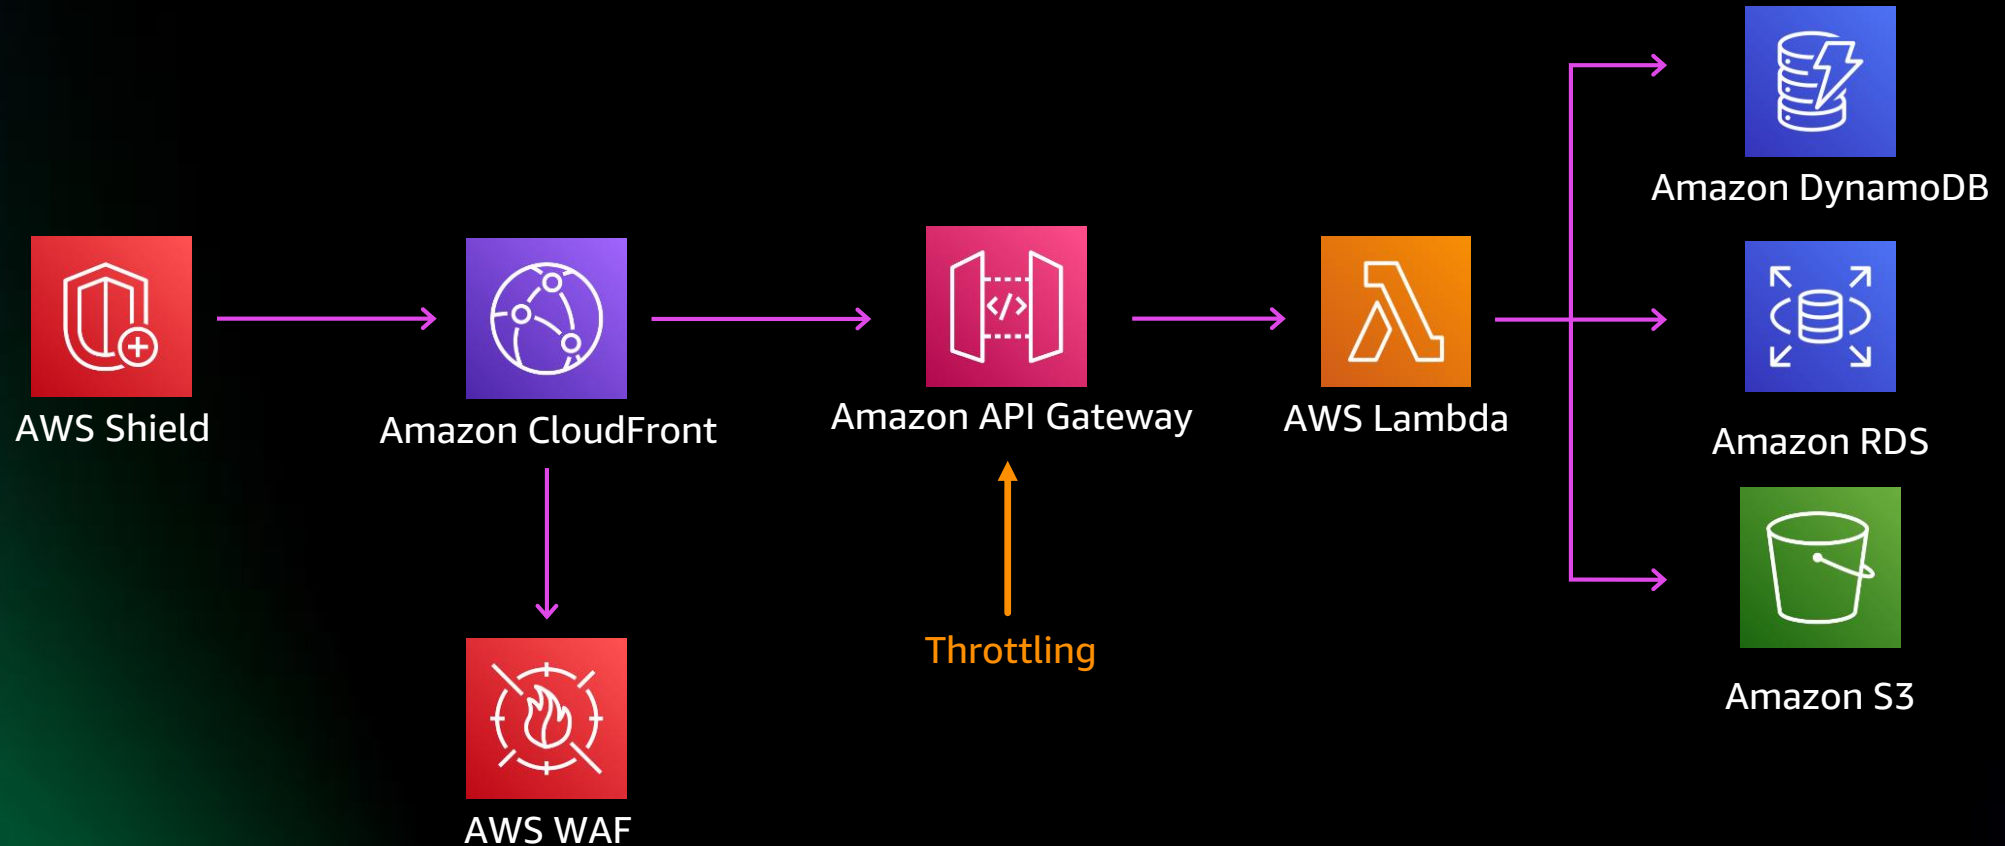 Amazon DynamoDB
AWS Shield
Amazon CloudFront
Amazon API Gateway
AWS Lambda
Amazon RDS
Throttling
Amazon S3
AWS WAF